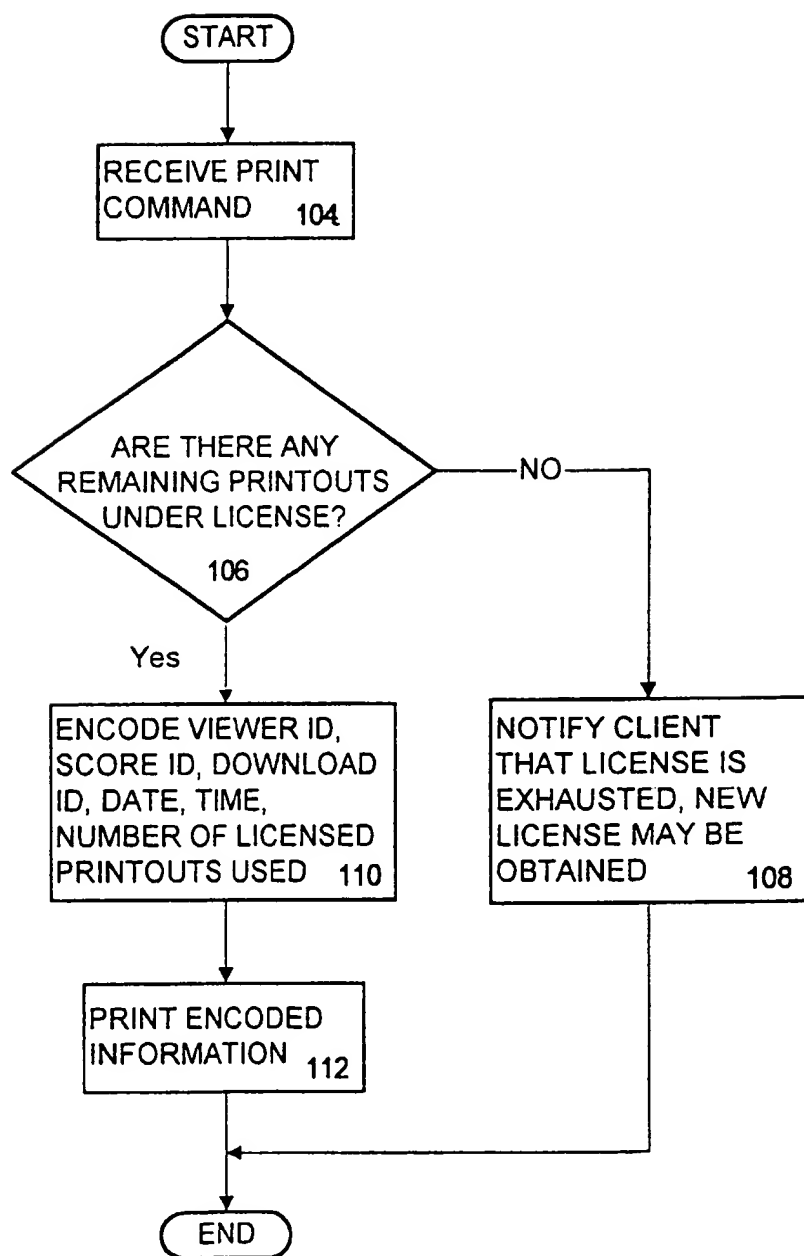 START
RECEIVE PRINT
COMMAND 104
ARE THERE ANY
REMAINING PRINTOUTS
UNDER LICENSE?
106
NO
Yes
ENCODE VIEWER ID,
SCORE ID, DOWNLOAD
ID, DATE, TIME,
NUMBER OF LICENSED
PRINTOUTS USED 110
NOTIFY CLIENT
THAT LICENSE IS
EXHAUSTED, NEW
LICENSE MAY BE
OBTAINED 108
PRINT ENCODED
INFORMATION 112
END